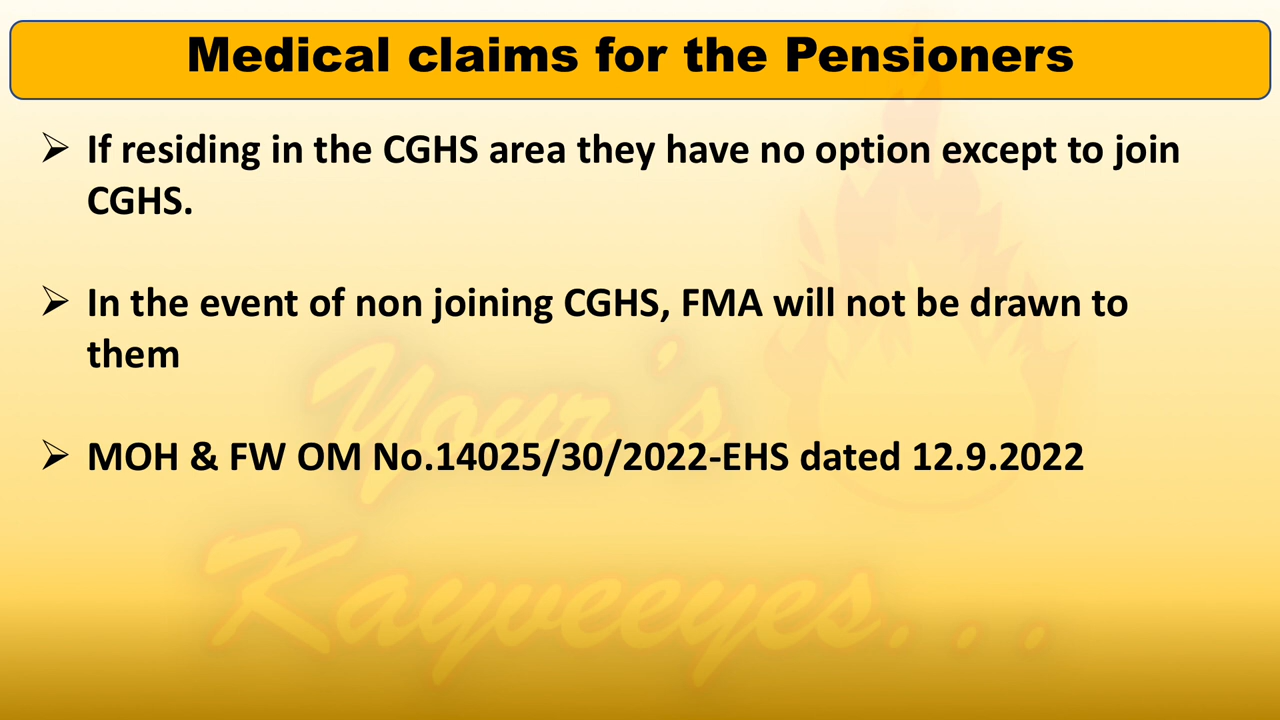 Medical claims for the Pensioners
➢ If residing in the CGHS area they have no option except to join
CGHS.
➢ In the event of non joining CGHS, FMA will not be drawn to
them
➢ MOH & FW OM No.14025/30/2022-EHS dated 12.9.2022
Your's
Kayveeyes...